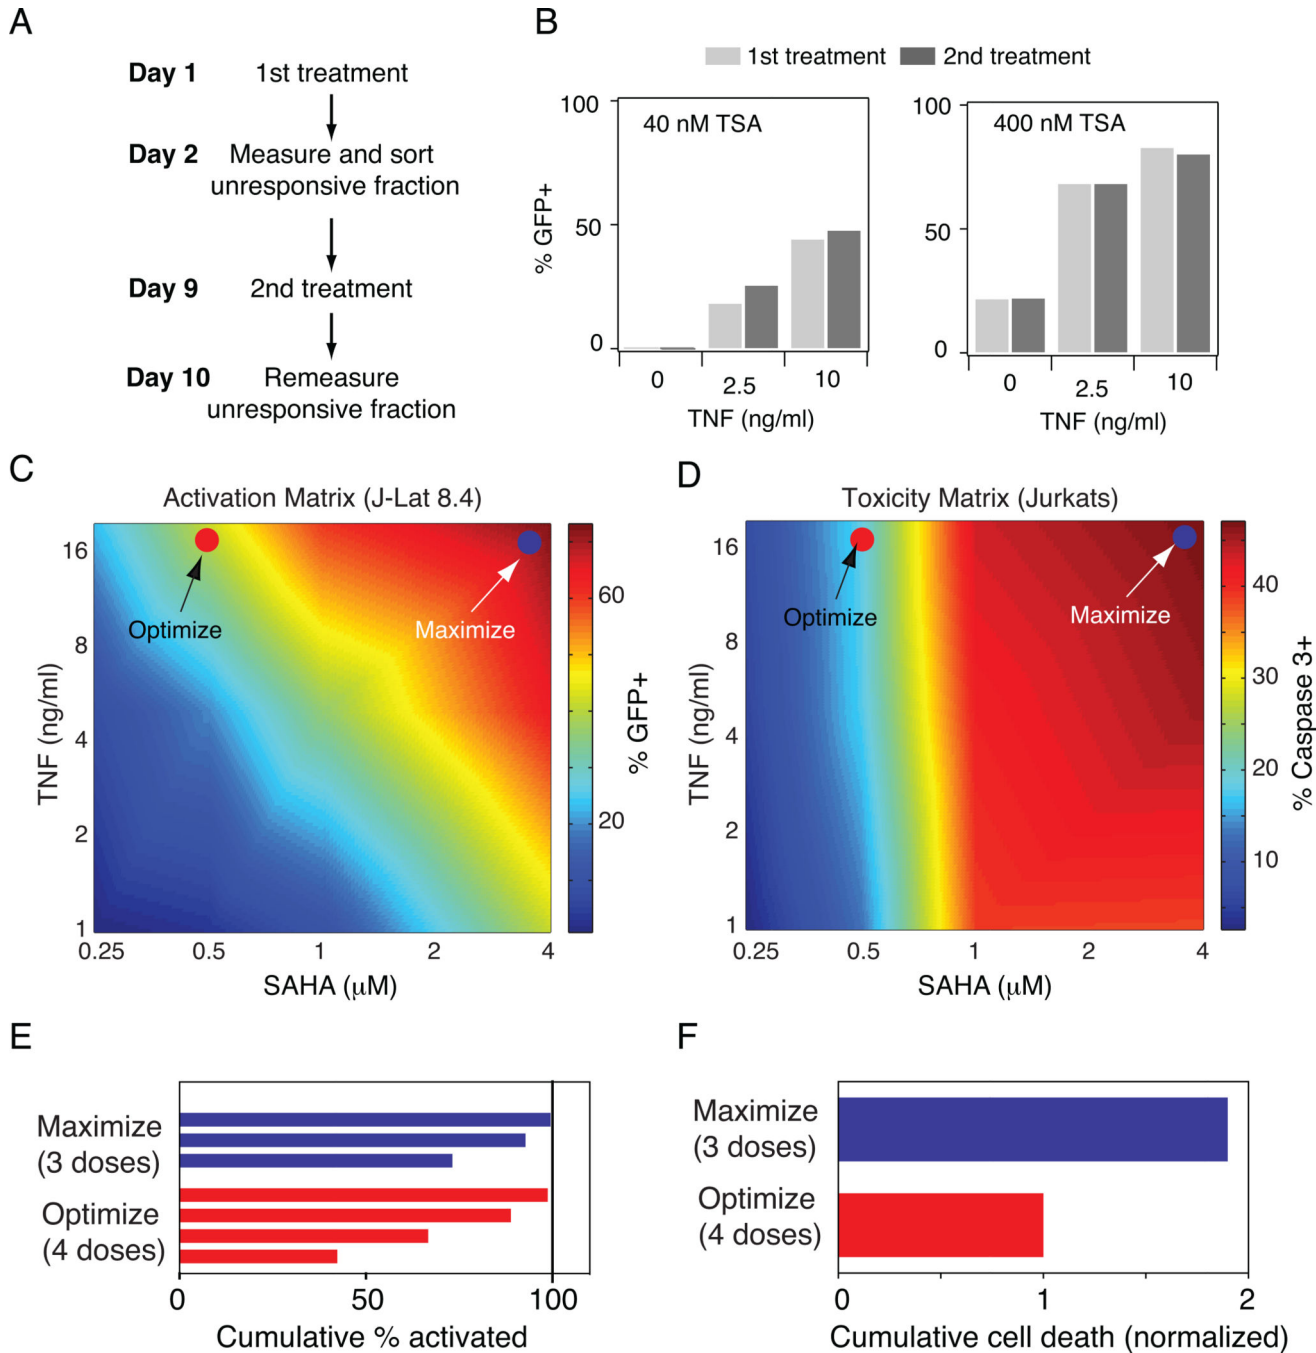 A
Day 1 1st treatment
Day 2 Measure and sort
unresponsive fraction
Day 9 2nd treatment
Day 10 Remeasure
unresponsive fraction
B
1st treatment 2nd treatment
100
50
0
% GFP+
40 nM TSA
0 2.5 10
TNF (ng/ml)
100
50
0
400 nM TSA
0 2.5 10
TNF (ng/ml)
C
Activation Matrix (J-Lat 8.4)
16
8
4
2
1
TNF (ng/ml)
Optimize
Maximize
0.25 0.5 1 2 4
SAHA (μM)
60
20
% GFP+
D
Toxicity Matrix (Jurkats)
16
8
4
2
1
TNF (ng/ml)
Optimize
Maximize
0.25 0.5 1 2 4
SAHA (μM)
40
30
20
10
% Caspase 3+
E
Maximize
(3 doses)
Optimize
(4 doses)
0 50 100
Cumulative % activated
F
Maximize
(3 doses)
Optimize
(4 doses)
0 1 2
Cumulative cell death (normalized)